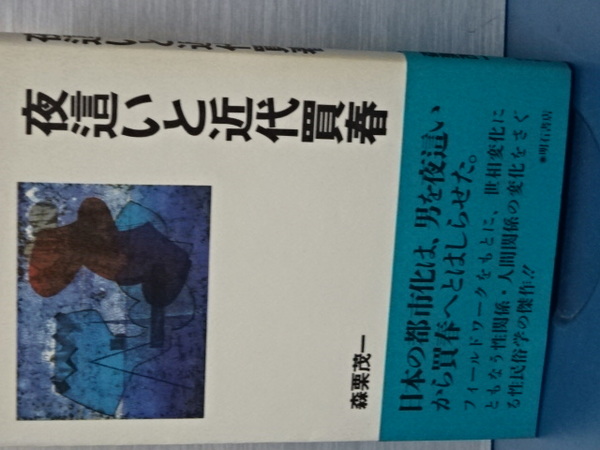 夜這いと近代買春
森栗茂一
日本の都市化は、男を夜這い
から買春へとはしらせた。
フィールドワークをもとに、世相変化に
ともなう性関係・人間関係の変化をさぐ
る性民俗学の傑作!!
明石書店